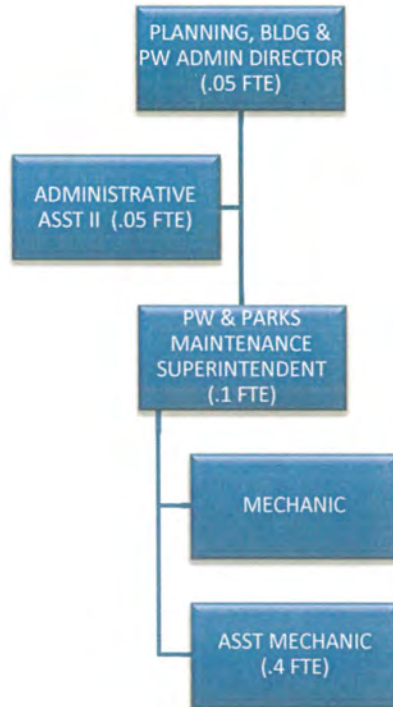 PLANNING, BLDG &
PW ADMIN DIRECTOR
(.05 FTE)
ADMINISTRATIVE
ASST II (.05 FTE)
PW & PARKS
MAINTENANCE
SUPERINTENDENT
(.1 FTE)
MECHANIC
ASST MECHANIC
(.4 FTE)